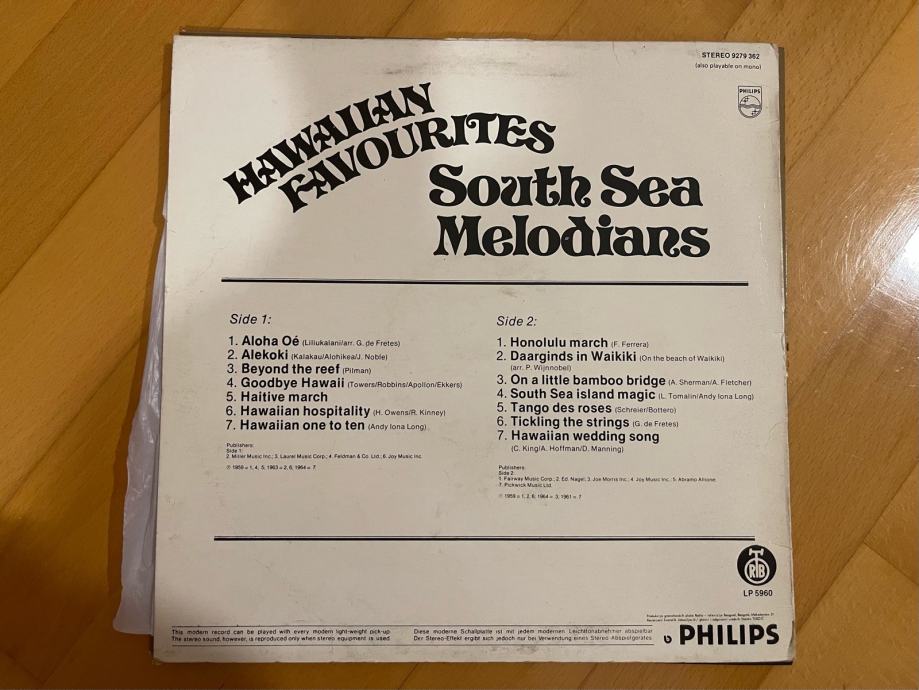 STEREO 9279 362
(also playable on mono)
PHILIPS
HAWAIIAN
FAVOURITES
South Sea
Melodians
Side 1:
1. Aloha Oé (Liliukalani/arr. G. de Fretes)
2. Alekoki (Kalakau/Alohikea/J. Noble)
3. Beyond the reef (Pilman)
4. Goodbye Hawaii (Towers/Robbins/Apollon/Ekkers)
5. Haitive march
6. Hawaiian hospitality (H. Owens/R. Kinney)
7. Hawaiian one to ten (Andy Iona Long)
Publishers:
Side 1:
2. Miller Music Inc.; 3. Laurel Music Corp.; 4. Feldman & Co. Ltd.; 6. Joy Music Inc.
℗ 1959 = 1, 4, 5, 1963 = 2, 6, 1964 = 7
Side 2:
1. Honolulu march (F. Ferrera)
2. Daarginds in Waikiki (On the beach of Waikiki)
(arr. P. Wijnnobel)
3. On a little bamboo bridge (A. Sherman/A. Fletcher)
4. South Sea island magic (L. Tomalin/Andy Iona Long)
5. Tango des roses (Schreier/Bottero)
6. Tickling the strings (G. de Fretes)
7. Hawaiian wedding song
(C. King/A. Hoffman/D. Manning)
Publishers:
Side 2:
1. Fairway Music Corp.; 2. Ed. Nagel; 3. Joe Morris Inc.; 4. Joy Music Inc.; 5. Abramo Allione;
7. Pickwick Music Ltd.
℗ 1959 = 1, 2, 6; 1964 = 3, 1961 = 7
RTB
LP 5960
This modern record can be played with every modern light-weight pick-up
The stereo sound, however, is reproduced only when stereo equipment is used.
Diese moderne Schallplatte ist mit jedem modernen Leichttonabnehmer abspielbar
Der Stereo-Effekt ergibt sich jedoch nur bei Verwendung eines Stereo Abspielgerätes
PHILIPS